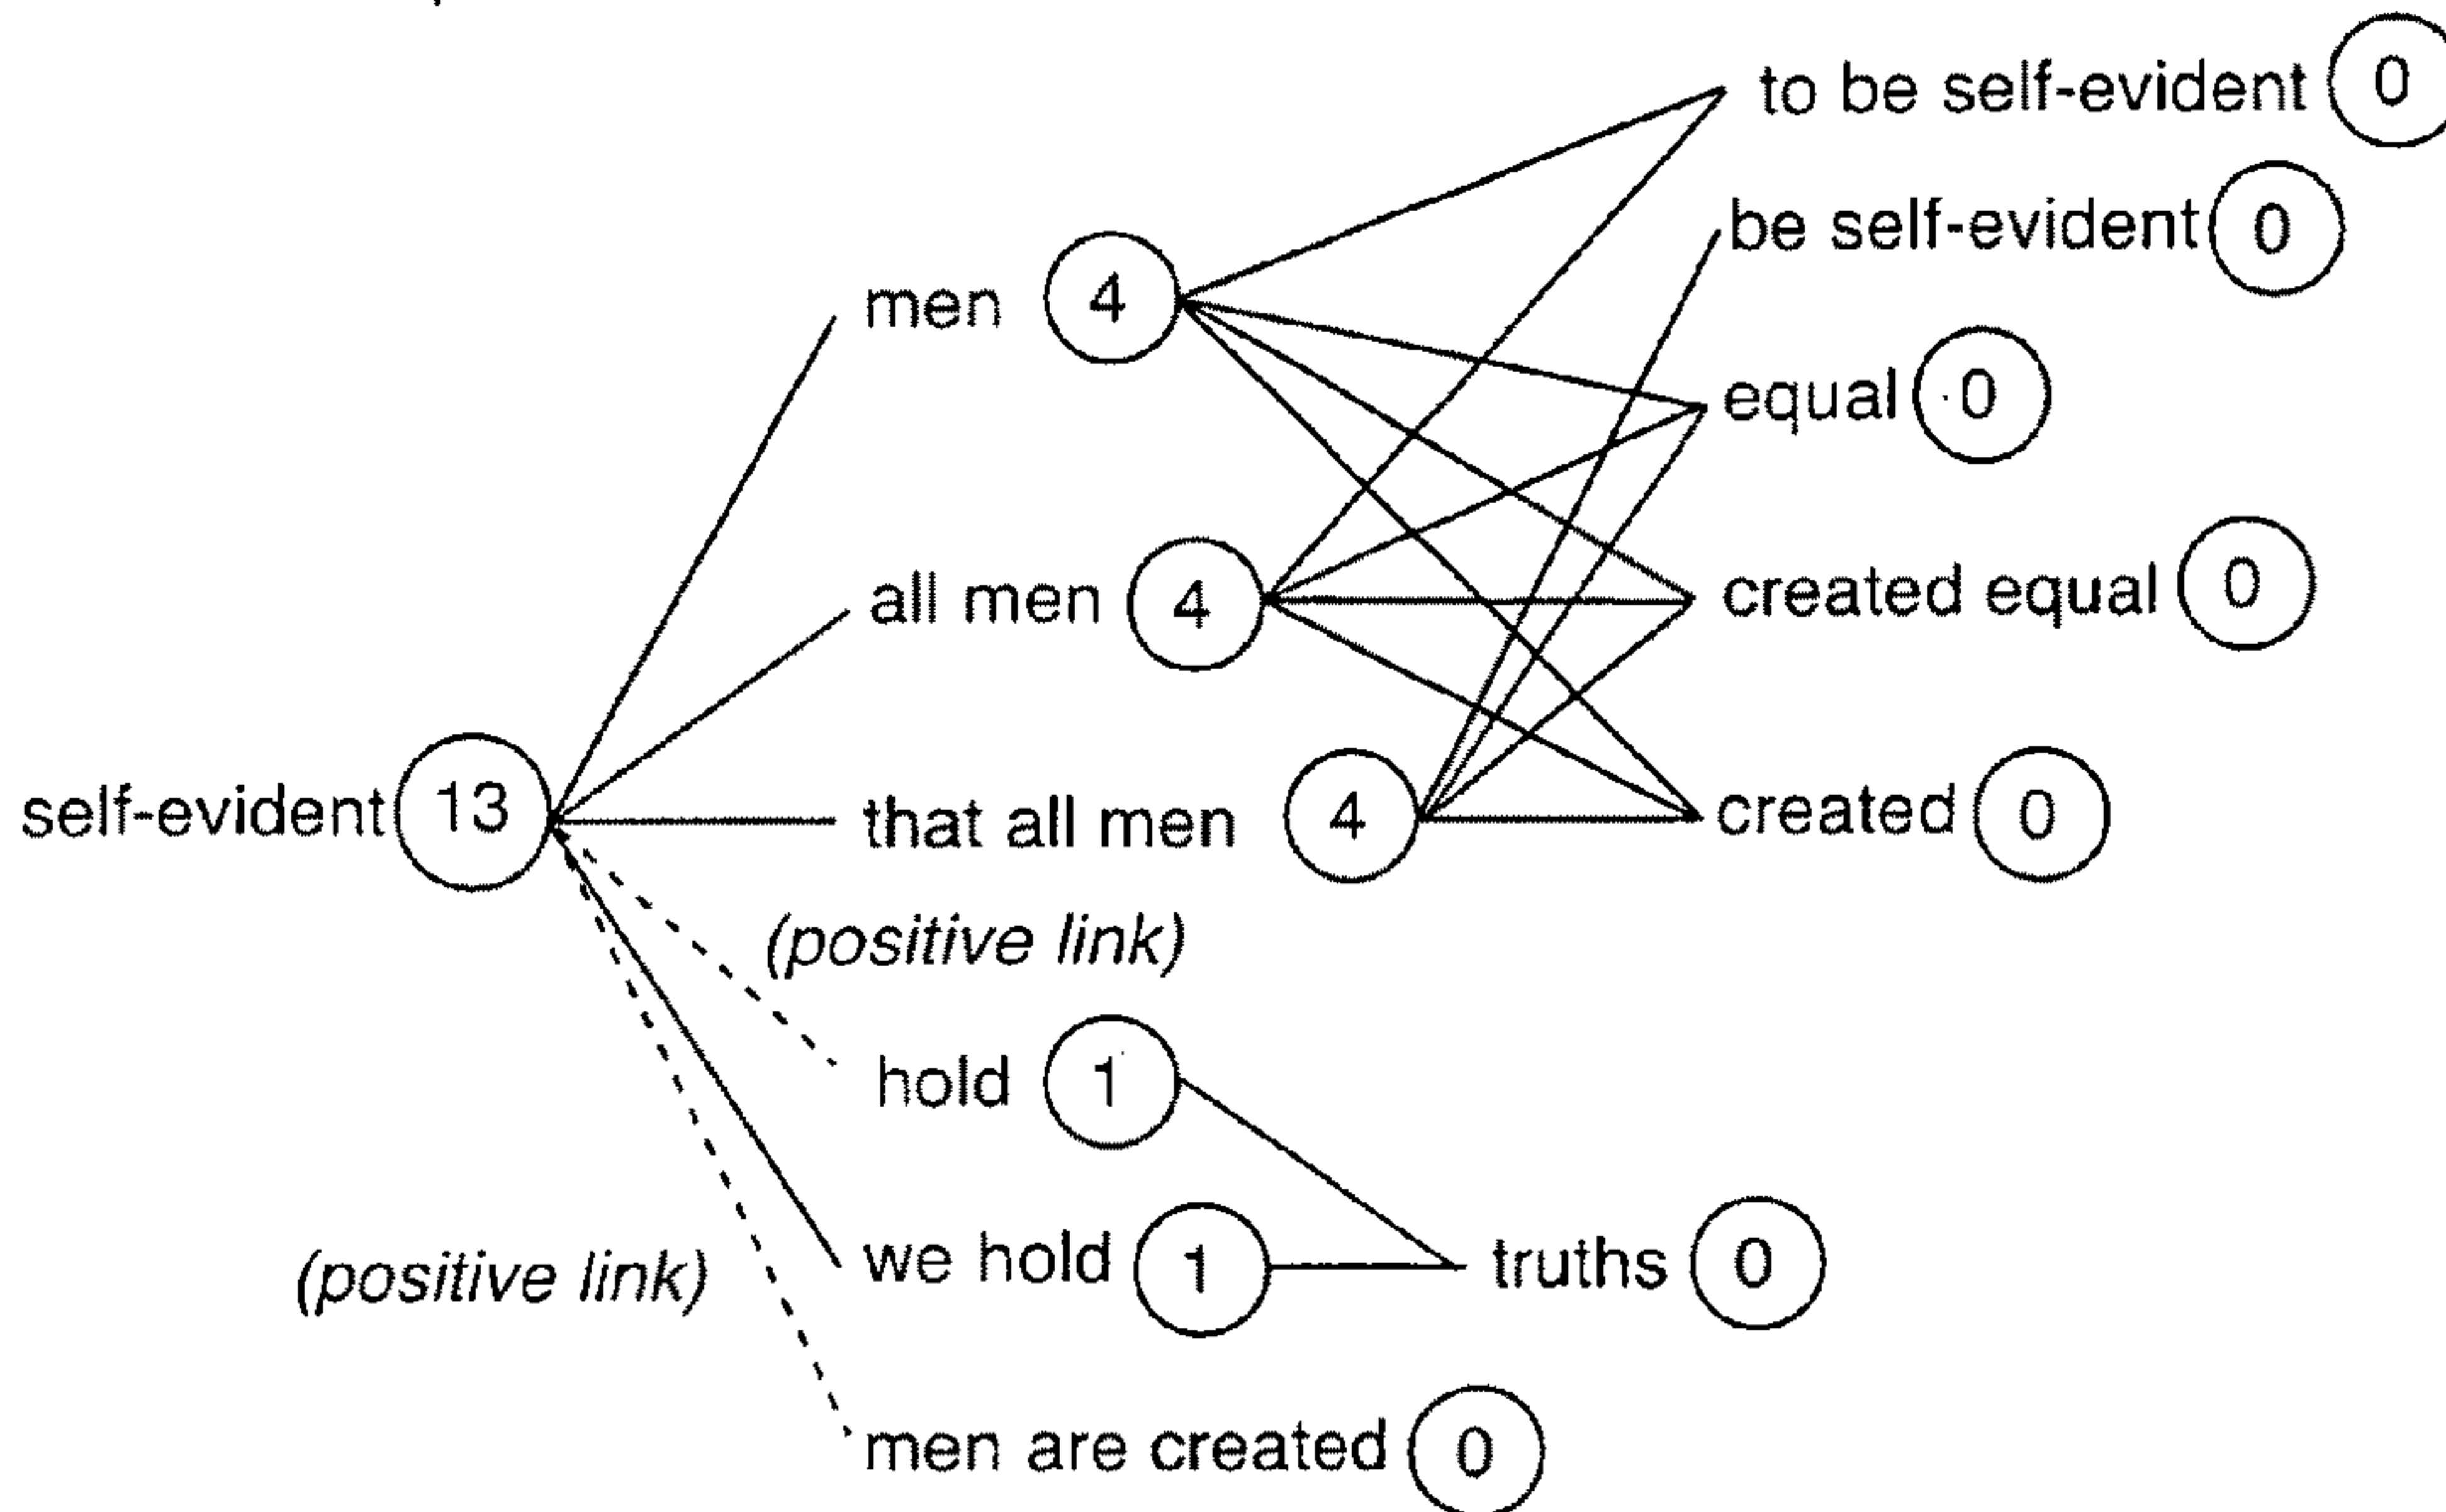 to be self-evident 0
be self-evident 0
men 4
equal 0
all men 4
created equal 0
self-evident 13
that all men 4
created 0
(positive link)
hold 1
we hold 1
truths 0
(positive link)
men are created 0